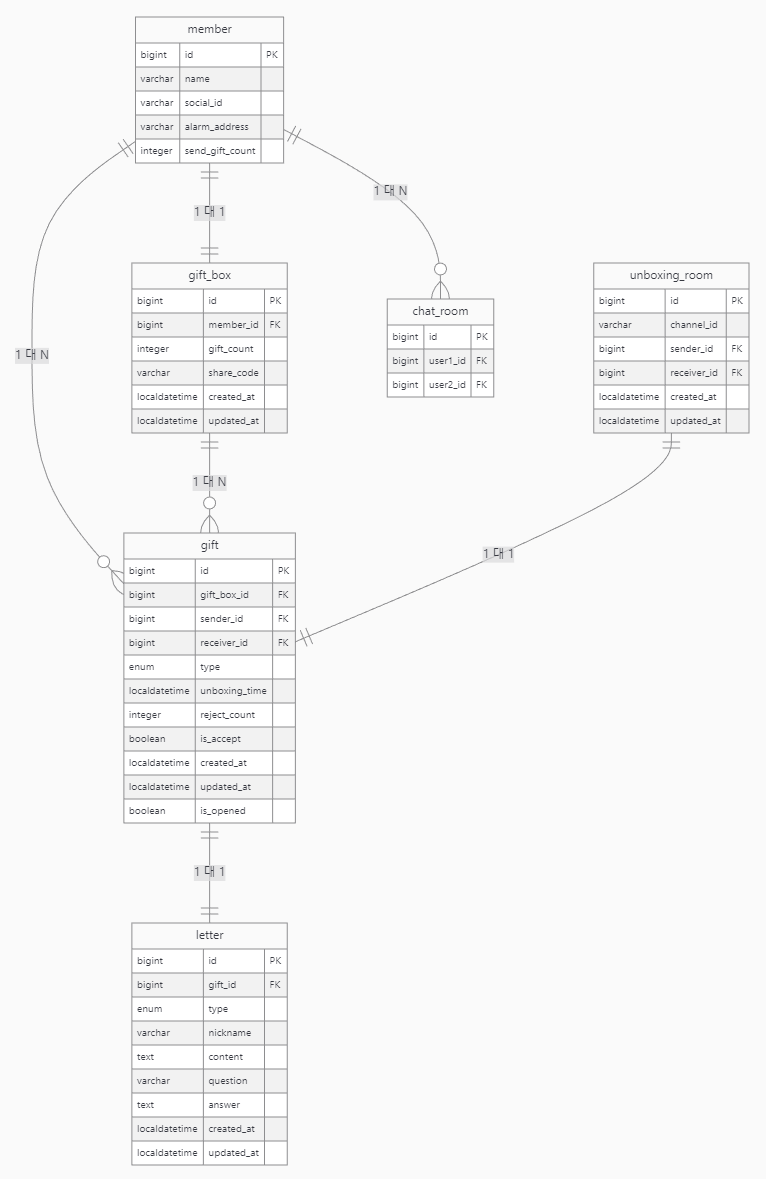 member
bigint id PK
varchar name
varchar social_id
varchar alarm_address
integer send_gift_count
1 대 1
1 대 N
1 대 N
gift_box
bigint id PK
bigint member_id FK
integer gift_count
varchar share_code
localdatetime created_at
localdatetime updated_at
chat_room
bigint id PK
bigint user1_id FK
bigint user2_id FK
unboxing_room
bigint id PK
varchar channel_id
bigint sender_id FK
bigint receiver_id FK
localdatetime created_at
localdatetime updated_at
1 대 N
1 대 1
gift
bigint id PK
bigint gift_box_id FK
bigint sender_id FK
bigint receiver_id FK
enum type
localdatetime unboxing_time
integer reject_count
boolean is_accept
localdatetime created_at
localdatetime updated_at
boolean is_opened
1 대 1
letter
bigint id PK
bigint gift_id FK
enum type
varchar nickname
text content
varchar question
text answer
localdatetime created_at
localdatetime updated_at